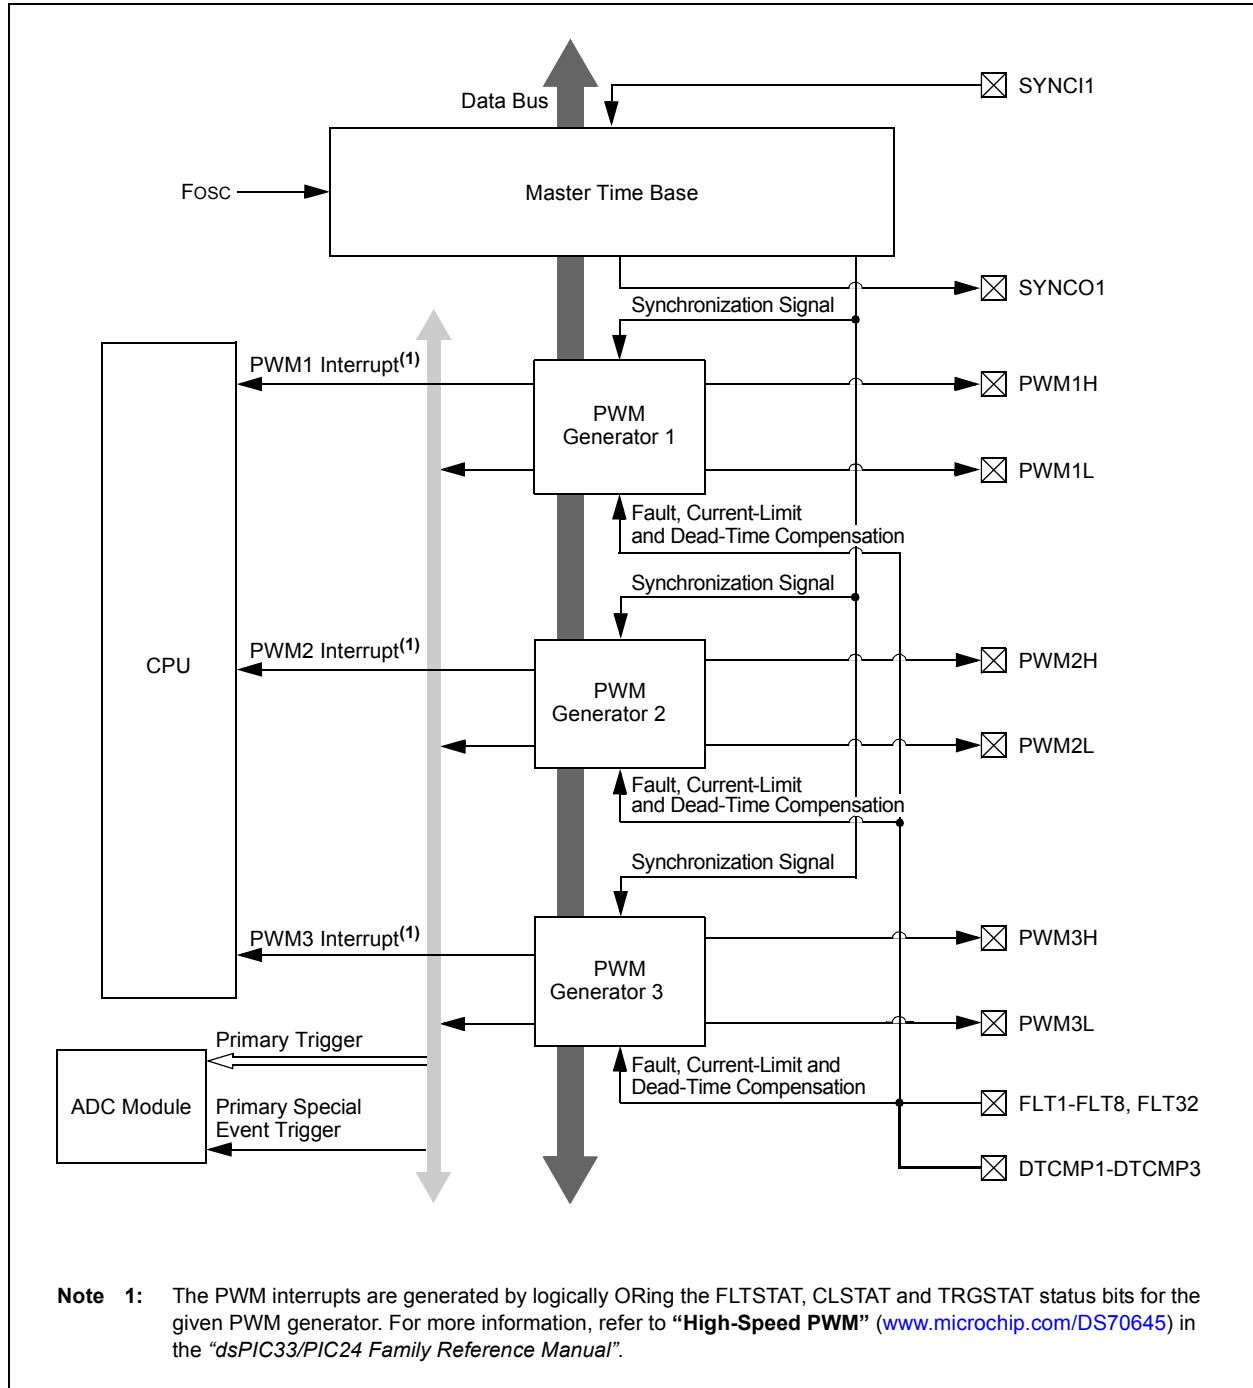 SYNCI1
Data Bus
FOSC
Master Time Base
SYNCO1
Synchronization Signal
PWM1 Interrupt(1)
PWM
Generator 1
PWM1H
PWM1L
Fault, Current-Limit
and Dead-Time Compensation
Synchronization Signal
CPU
PWM2 Interrupt(1)
PWM
Generator 2
PWM2H
PWM2L
Fault, Current-Limit
and Dead-Time Compensation
Synchronization Signal
PWM3 Interrupt(1)
PWM
Generator 3
PWM3H
PWM3L
Primary Trigger
Fault, Current-Limit and
Dead-Time Compensation
ADC Module
Primary Special
Event Trigger
FLT1-FLT8, FLT32
DTCMP1-DTCMP3
Note 1: The PWM interrupts are generated by logically ORing the FLTSTAT, CLSTAT and TRGSTAT status bits for the
given PWM generator. For more information, refer to “High-Speed PWM” (www.microchip.com/DS70645) in
the “dsPIC33/PIC24 Family Reference Manual”.